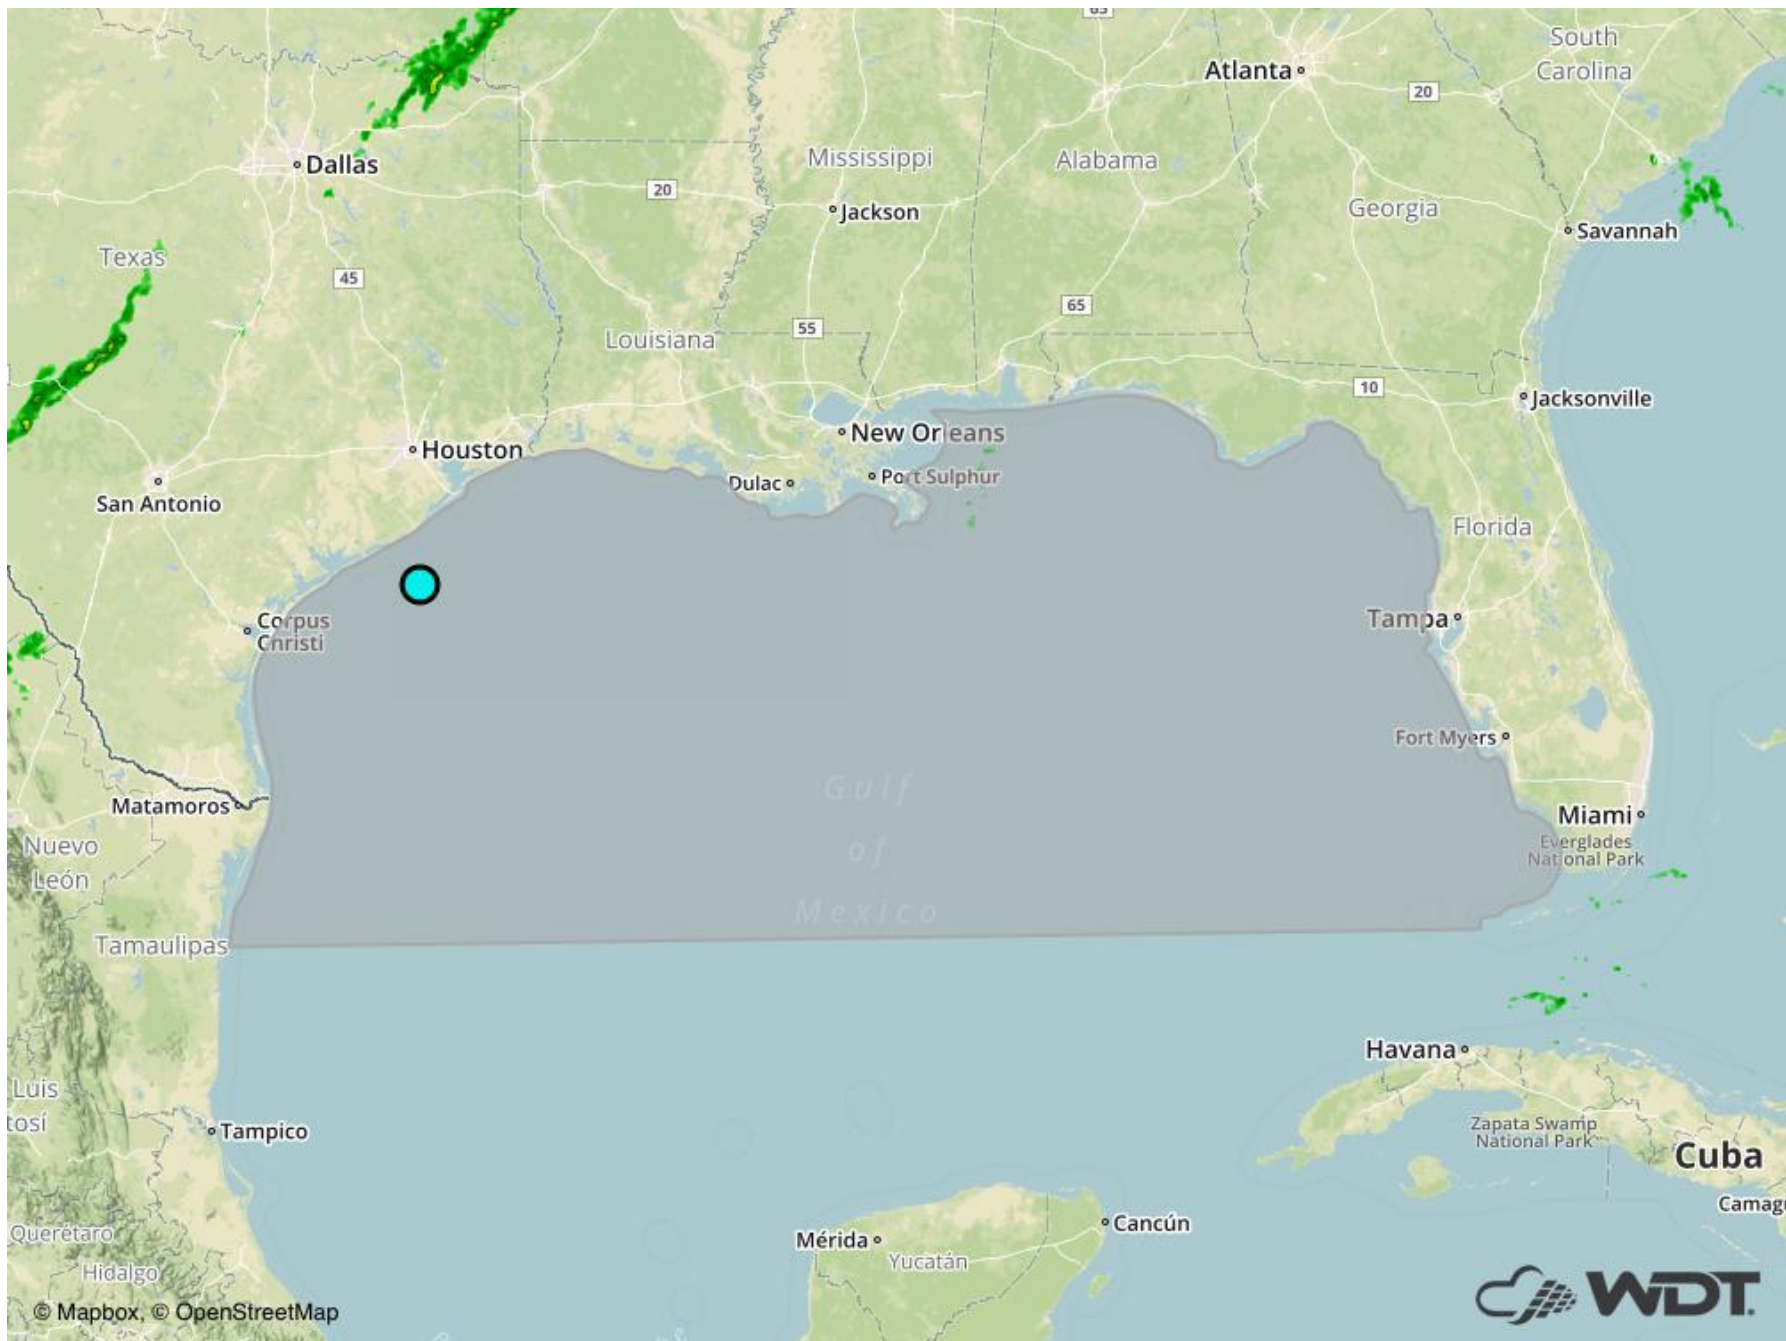 65
South
Carolina
Atlanta
20
Dallas
Mississippi
Alabama
20
Jackson
Georgia
Savannah
Texas
45
65
Louisiana
55
10
Jacksonville
New Orleans
Houston
Dulac
Port Sulphur
San Antonio
Florida
Corpus
Christi
Tampa
Fort Myers
Gulf
of
Mexico
Matamoros
Miami
Everglades
National Park
Nuevo
León
Tamaulipas
Havana
Luis
tosí
Tampico
Zapata Swamp
National Park
Cuba
Camag
Querétaro
Hidalgo
Mérida
Cancún
Yucatán
WDT
© Mapbox, © OpenStreetMap